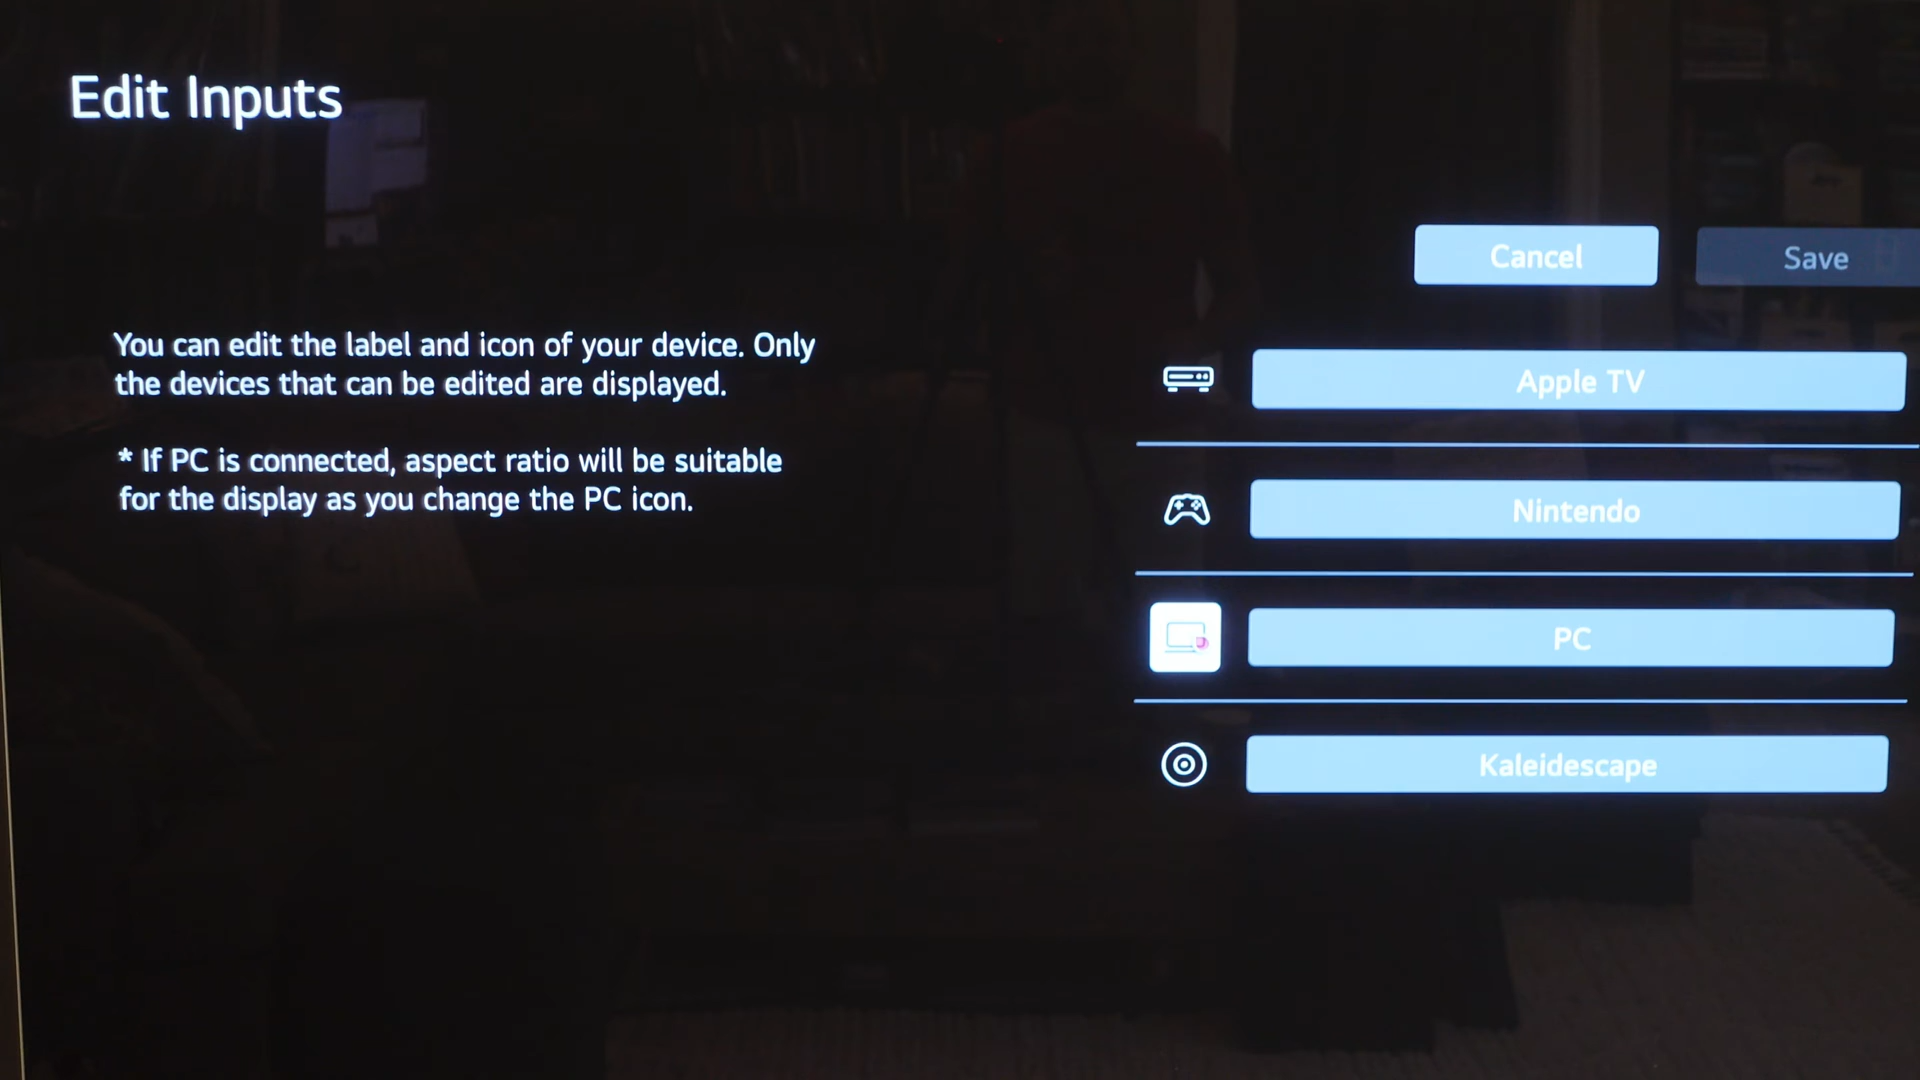 Edit Inputs
Cancel
Save
You can edit the label and icon of your device. Only
the devices that can be edited are displayed.
* If PC is connected, aspect ratio will be suitable
for the display as you change the PC icon.
Apple TV
Nintendo
PC
Kaleidescape